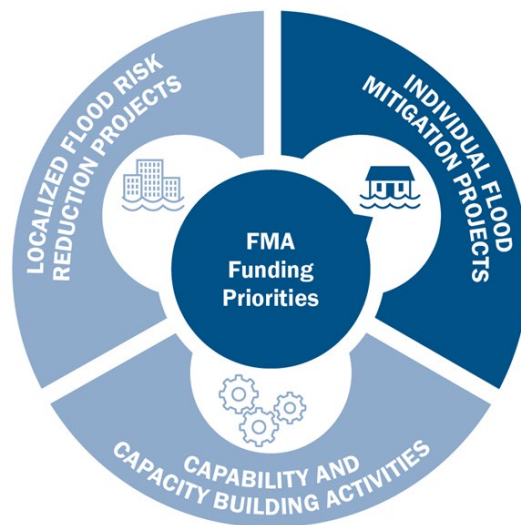 LOCALIZED FLOOD RISK
REDUCTION PROJECTS
INDIVIDUAL FLOOD
MITIGATION PROJECTS
FMA
Funding
Priorities
CAPABILITY AND
CAPACITY BUILDING ACTIVITIES